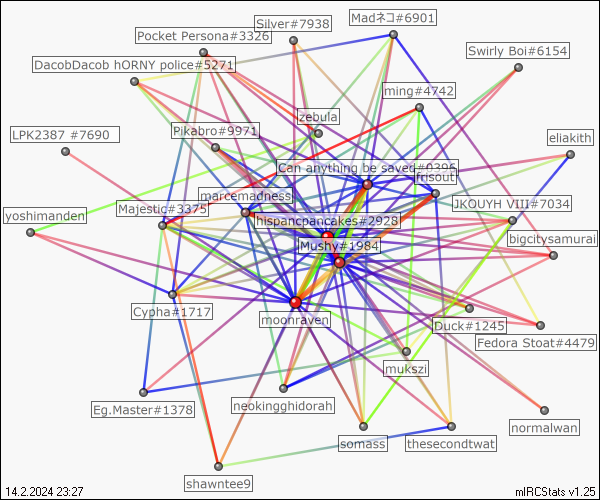 Madネコ#6901
Silver#7938
Pocket Persona#3326
Swirly Boi#6154
DacobDacob hORNY police#5271
ming#4742
zebula
Pikabro#9971
LPK2387 #7690
eliakith
Can anything be saved#0396
frisout
marcemadness
JKOUYH VIII#7034
Majestic#3375
yoshimanden
hispancpancakes#2928
bigcitysamurai
Mushy#1984
Cypha#1717
moonraven
Duck#1245
Fedora Stoat#4479
mukszi
Eg.Master#1378
neokingghidorah
normalwan
somass
thesecondtwat
shawntee9
14.2.2024 23:27
mIRCStats v1.25